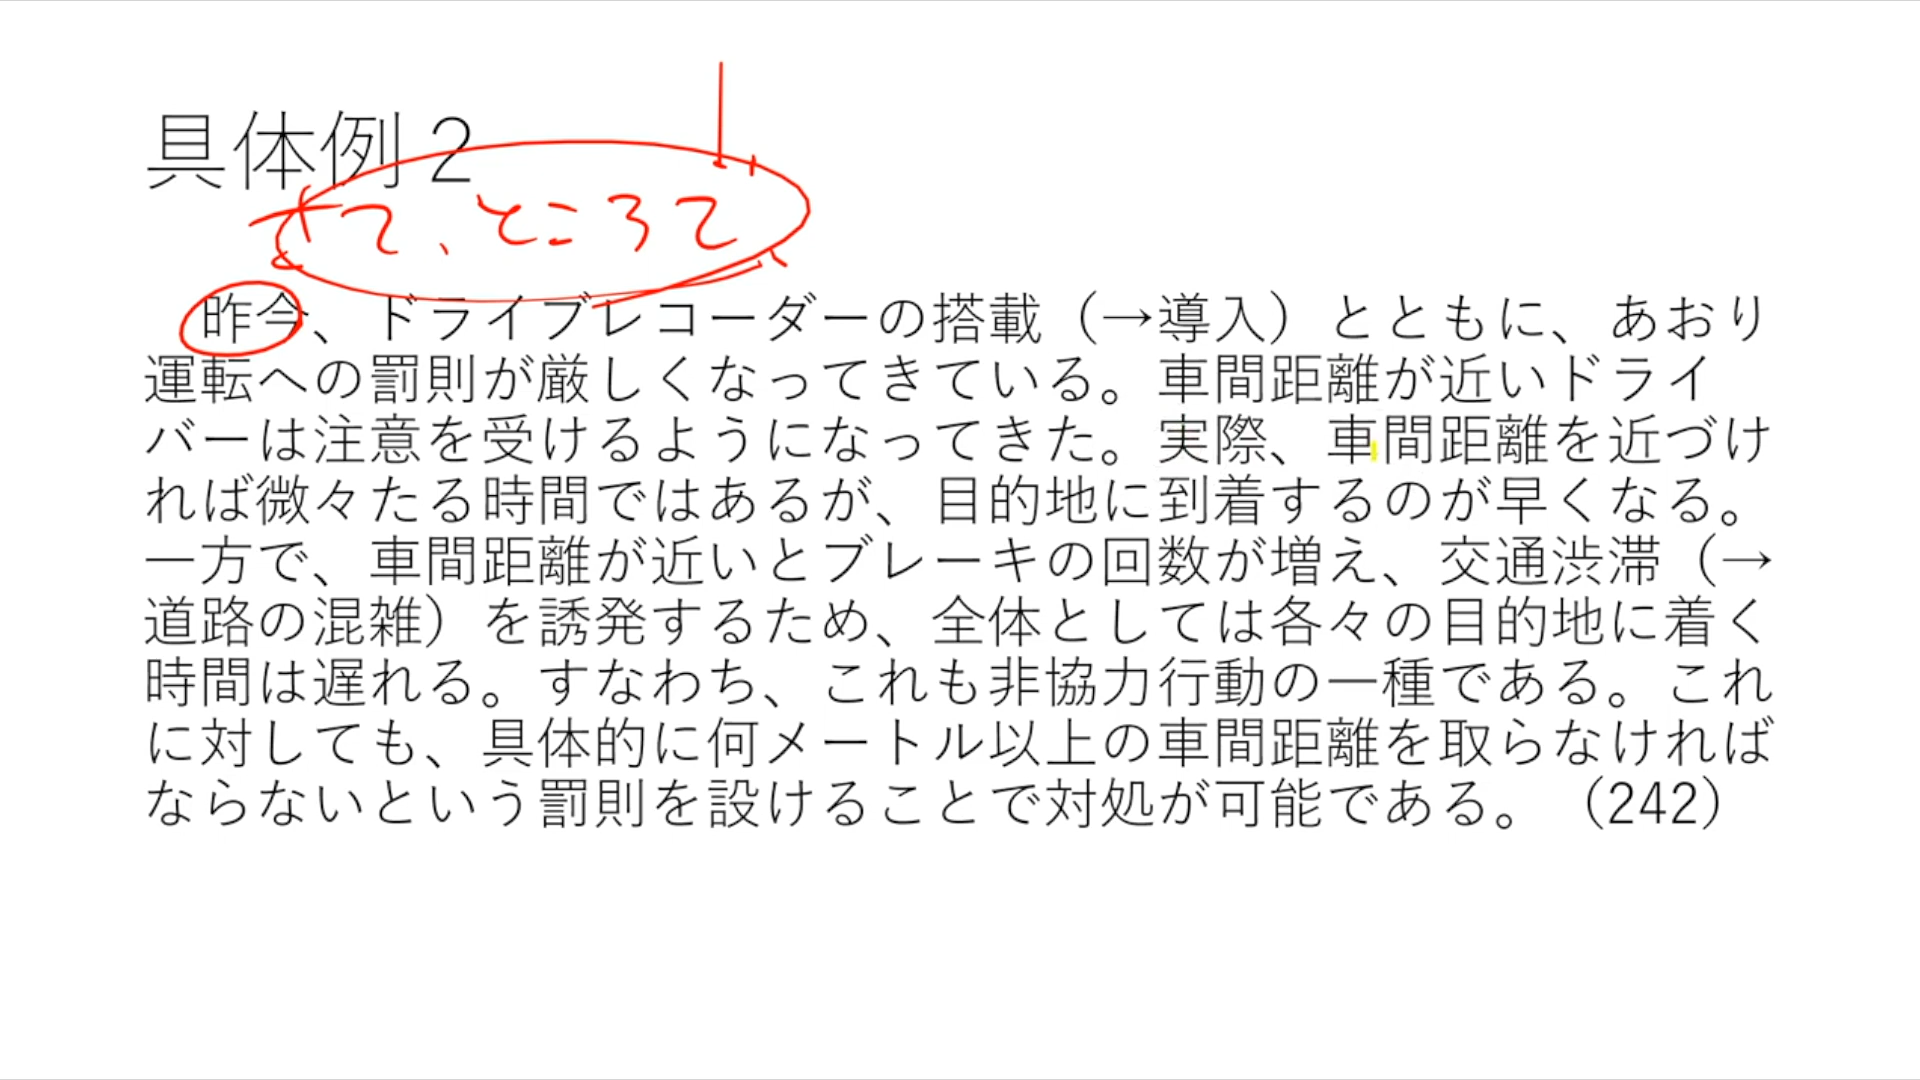 具体例２
さて、ところで
昨今、ドライブレコーダーの搭載（→導入）とともに、あおり
運転への罰則が厳しくなってきている。車間距離が近いドライ
バーは注意を受けるようになってきた。実際、車間距離を近づけ
れば微々たる時間ではあるが、目的地に到着するのが早くなる。
一方で、車間距離が近いとブレーキの回数が増え、交通渋滞（→
道路の混雑）を誘発するため、全体としては各々の目的地に着く
時間は遅れる。すなわち、これも非協力行動の一種である。これ
に対しても、具体的に何メートル以上の車間距離を取らなければ
ならないという罰則を設けることで対処が可能である。（242）